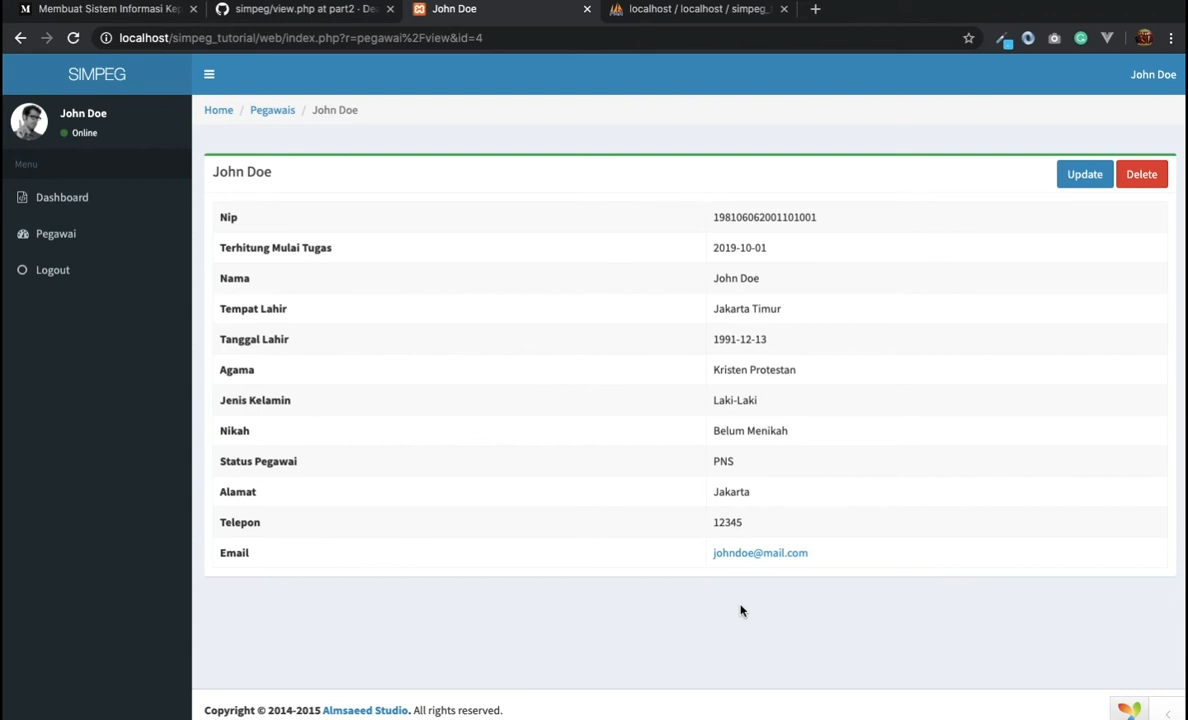 Membuat Sistem Informasi Kep
simpeg/view.php at part2 · De
John Doe
localhost / localhost / simpeg_
localhost/simpeg_tutorial/web/index.php?r=pegawai%2Fview&id=4
SIMPEG
John Doe
John Doe
Online
Home / Pegawais / John Doe
Menu
Dashboard
Pegawai
Logout
John Doe
Update
Delete
Nip 198106062001101001
Terhitung Mulai Tugas 2019-10-01
Nama John Doe
Tempat Lahir Jakarta Timur
Tanggal Lahir 1991-12-13
Agama Kristen Protestan
Jenis Kelamin Laki-Laki
Nikah Belum Menikah
Status Pegawai PNS
Alamat Jakarta
Telepon 12345
Email johndoe@mail.com
Copyright © 2014-2015 Almsaeed Studio. All rights reserved.